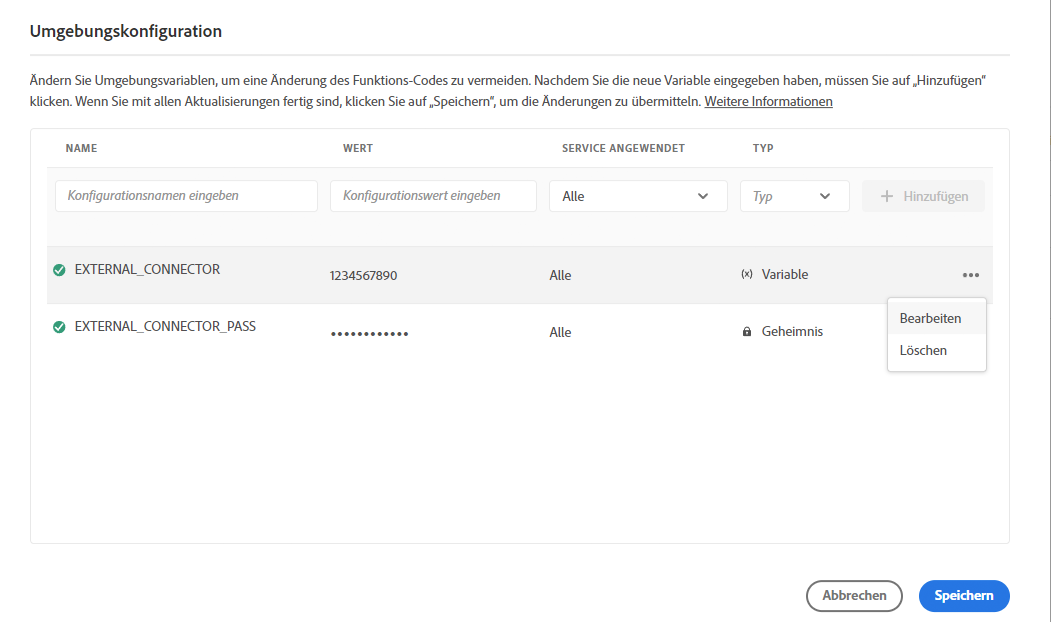 Umgebungskonfiguration
Ändern Sie Umgebungsvariablen, um eine Änderung des Funktions-Codes zu vermeiden. Nachdem Sie die neue Variable eingegeben haben, müssen Sie auf „Hinzufügen“
klicken. Wenn Sie mit allen Aktualisierungen fertig sind, klicken Sie auf „Speichern“, um die Änderungen zu übermitteln. Weitere Informationen
NAME WERT SERVICE ANGEWENDET TYP
Konfigurationsnamen eingeben Konfigurationswert eingeben Alle Typ + Hinzufügen
EXTERNAL_CONNECTOR 1234567890 Alle (x) Variable •••
EXTERNAL_CONNECTOR_PASS •••••••••••• Alle Geheimnis
Bearbeiten
Löschen
Abbrechen Speichern